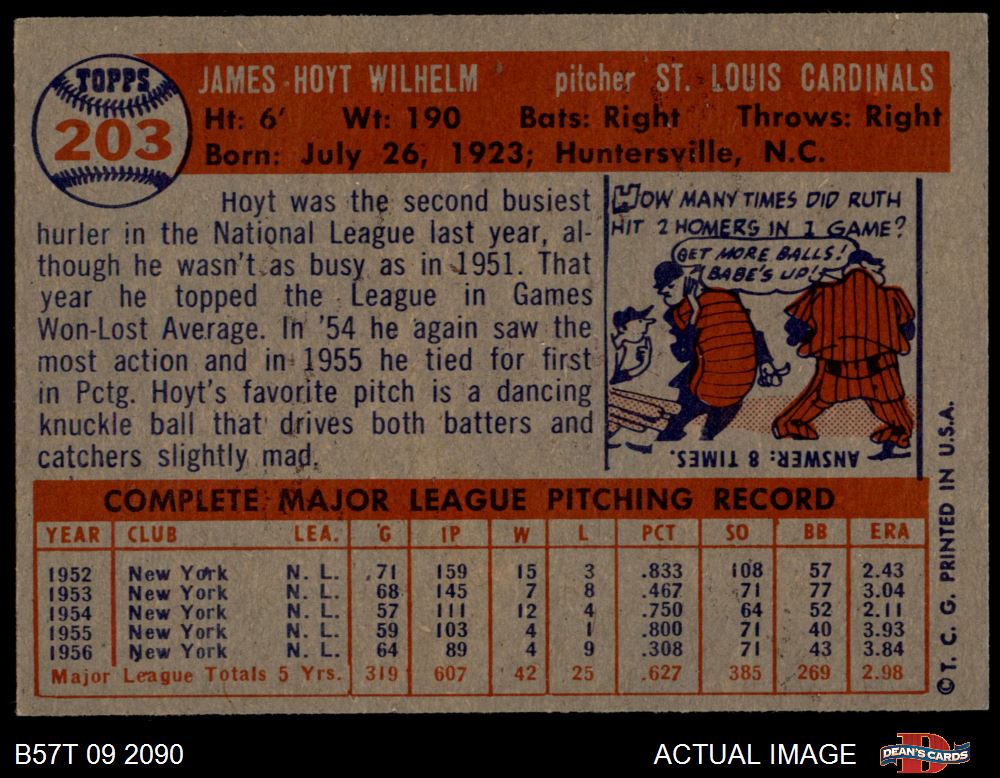 TOPPS
203
JAMES HOYT WILHELM pitcher ST. LOUIS CARDINALS
Ht: 6' Wt: 190 Bats: Right Throws: Right
Born: July 26, 1923; Huntersville, N.C.
Hoyt was the second busiest
hurler in the National League last year, al-
though he wasn't as busy as in 1951. That
year he topped the League in Games
Won-Lost Average. In '54 he again saw the
most action and in 1955 he tied for first
in Pctg. Hoyt's favorite pitch is a dancing
knuckle ball that drives both batters and
catchers slightly mad.
HOW MANY TIMES DID RUTH
HIT 2 HOMERS IN 1 GAME?
GET MORE BALLS!
BABE'S UP!
ANSWER: 8 TIMES.
COMPLETE MAJOR LEAGUE PITCHING RECORD
YEAR CLUB LEA. G IP W L PCT SO BB ERA
1952 New York N. L. 71 159 15 3 .833 108 57 2.43
1953 New York N. L. 68 145 7 8 .467 71 77 3.04
1954 New York N. L. 57 111 12 4 .750 64 52 2.11
1955 New York N. L. 59 103 4 1 .800 71 40 3.93
1956 New York N. L. 64 89 4 9 .308 71 43 3.84
Major League Totals 5 Yrs. 319 607 42 25 .627 385 269 2.98
© T. C. G. PRINTED IN U.S.A.
B57T 09 2090 ACTUAL IMAGE
DEAN'S CARDS